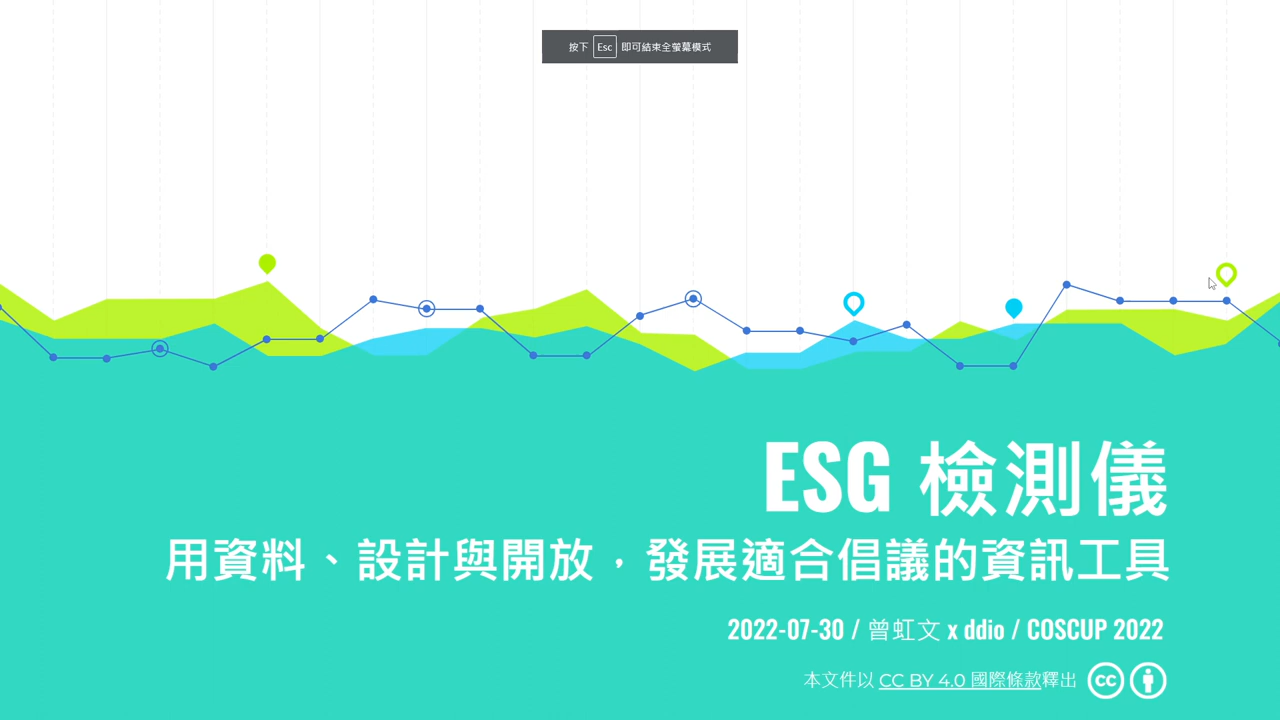 按下 Esc 即可結束全螢幕模式
ESG 檢測儀
用資料、設計與開放，發展適合倡議的資訊工具
2022-07-30 / 曾虹文 x ddio / COSCUP 2022
本文件以 CC BY 4.0 國際條款釋出 cc